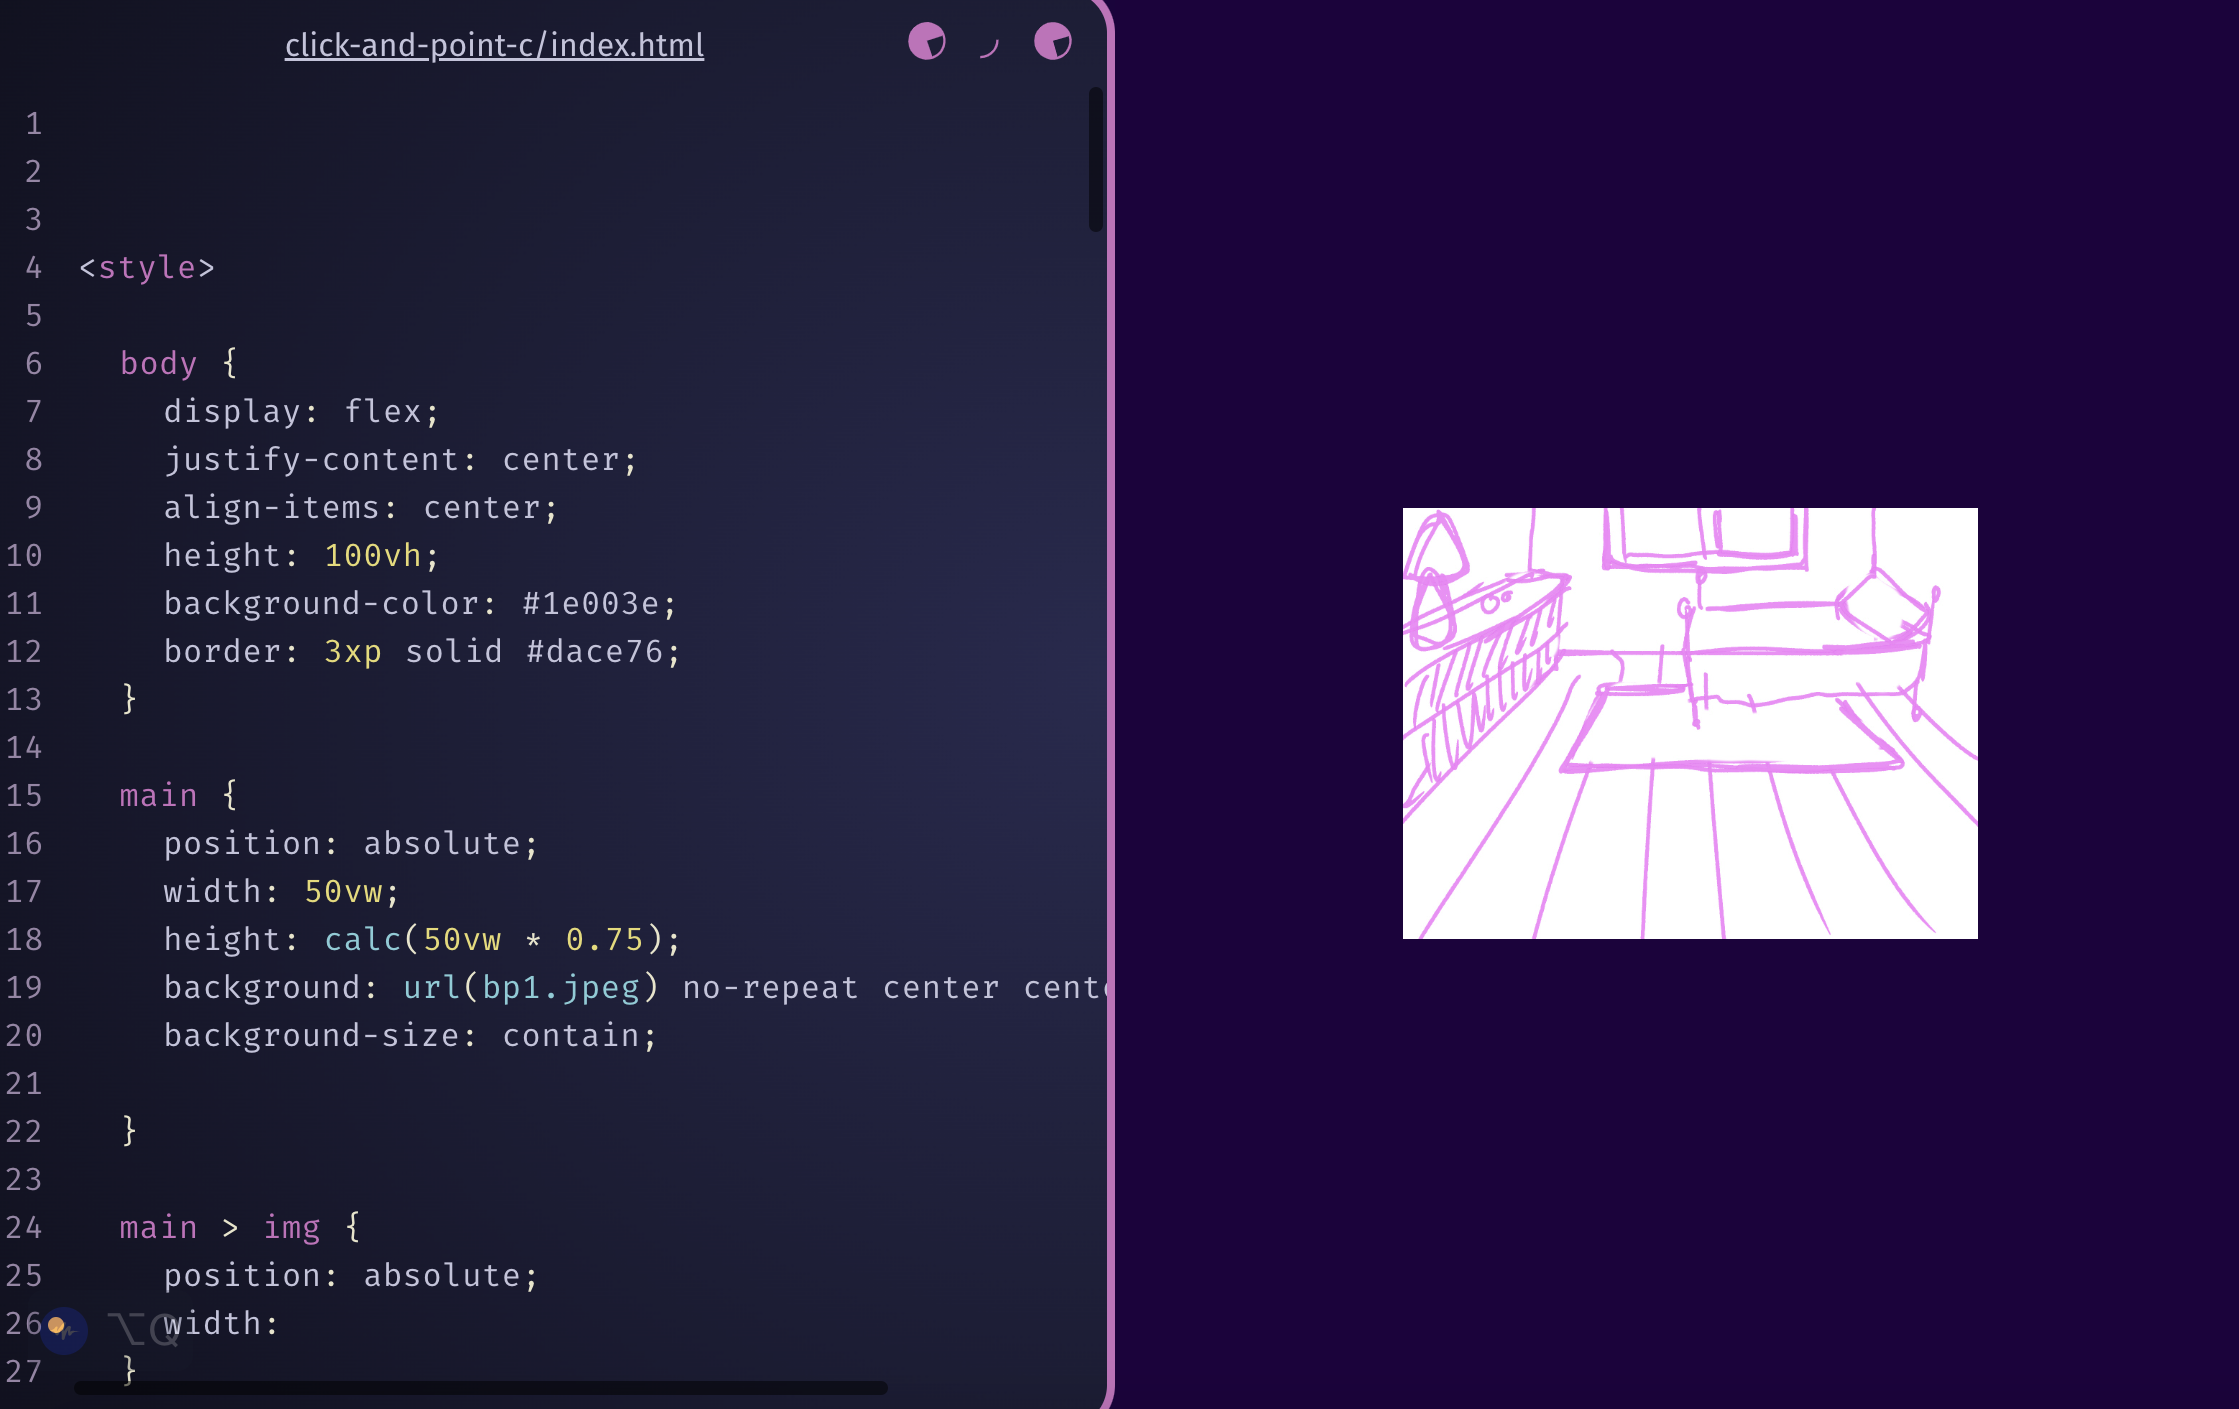 click-and-point-c/index.html
1
2
3
4 <style>
5
6 body {
7 display: flex;
8 justify-content: center;
9 align-items: center;
10 height: 100vh;
11 background-color: #1e003e;
12 border: 3xp solid #dace76;
13 }
14
15 main {
16 position: absolute;
17 width: 50vw;
18 height: calc(50vw * 0.75);
19 background: url(bp1.jpeg) no-repeat center
20 background-size: contain;
21
22 }
23
24 main > img {
25 position: absolute;
26 width:
⌥Q
27 }